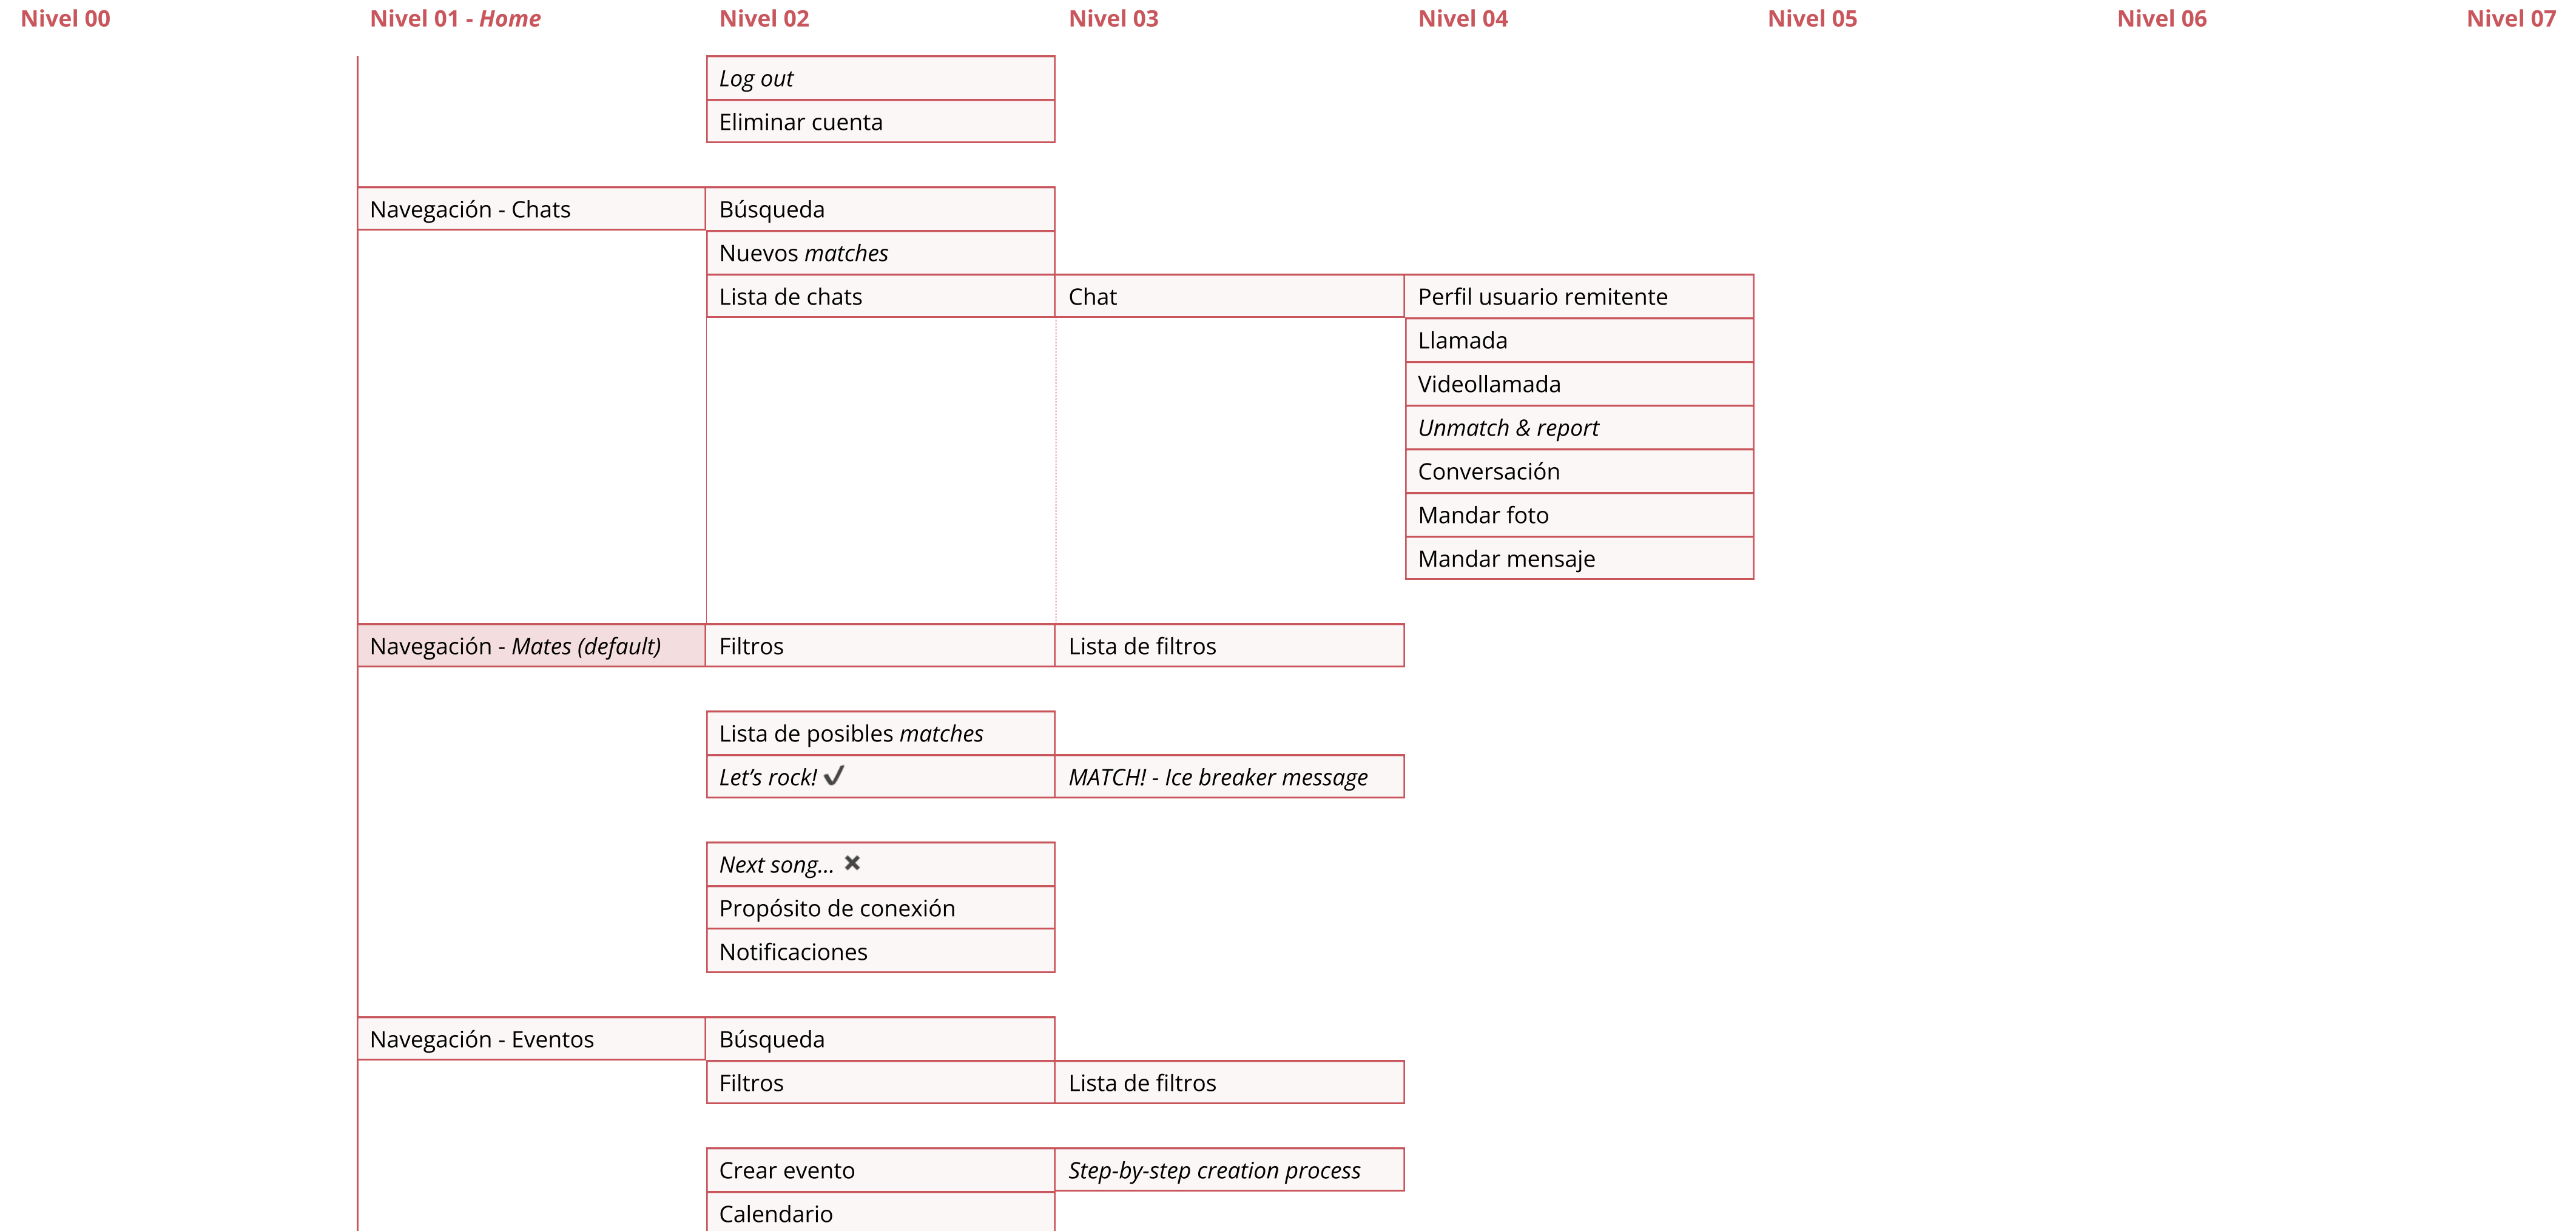 Nivel 00
Nivel 01 - Home
Nivel 02
Nivel 03
Nivel 04
Nivel 05
Nivel 06
Nivel 07
Log out
Eliminar cuenta
Navegación - Chats
Búsqueda
Nuevos matches
Lista de chats
Chat
Perfil usuario remitente
Llamada
Videollamada
Unmatch & report
Conversación
Mandar foto
Mandar mensaje
Navegación - Mates (default)
Filtros
Lista de filtros
Lista de posibles matches
Let’s rock! ✔
MATCH! - Ice breaker message
Next song... ✖
Propósito de conexión
Notificaciones
Navegación - Eventos
Búsqueda
Filtros
Lista de filtros
Crear evento
Step-by-step creation process
Calendario